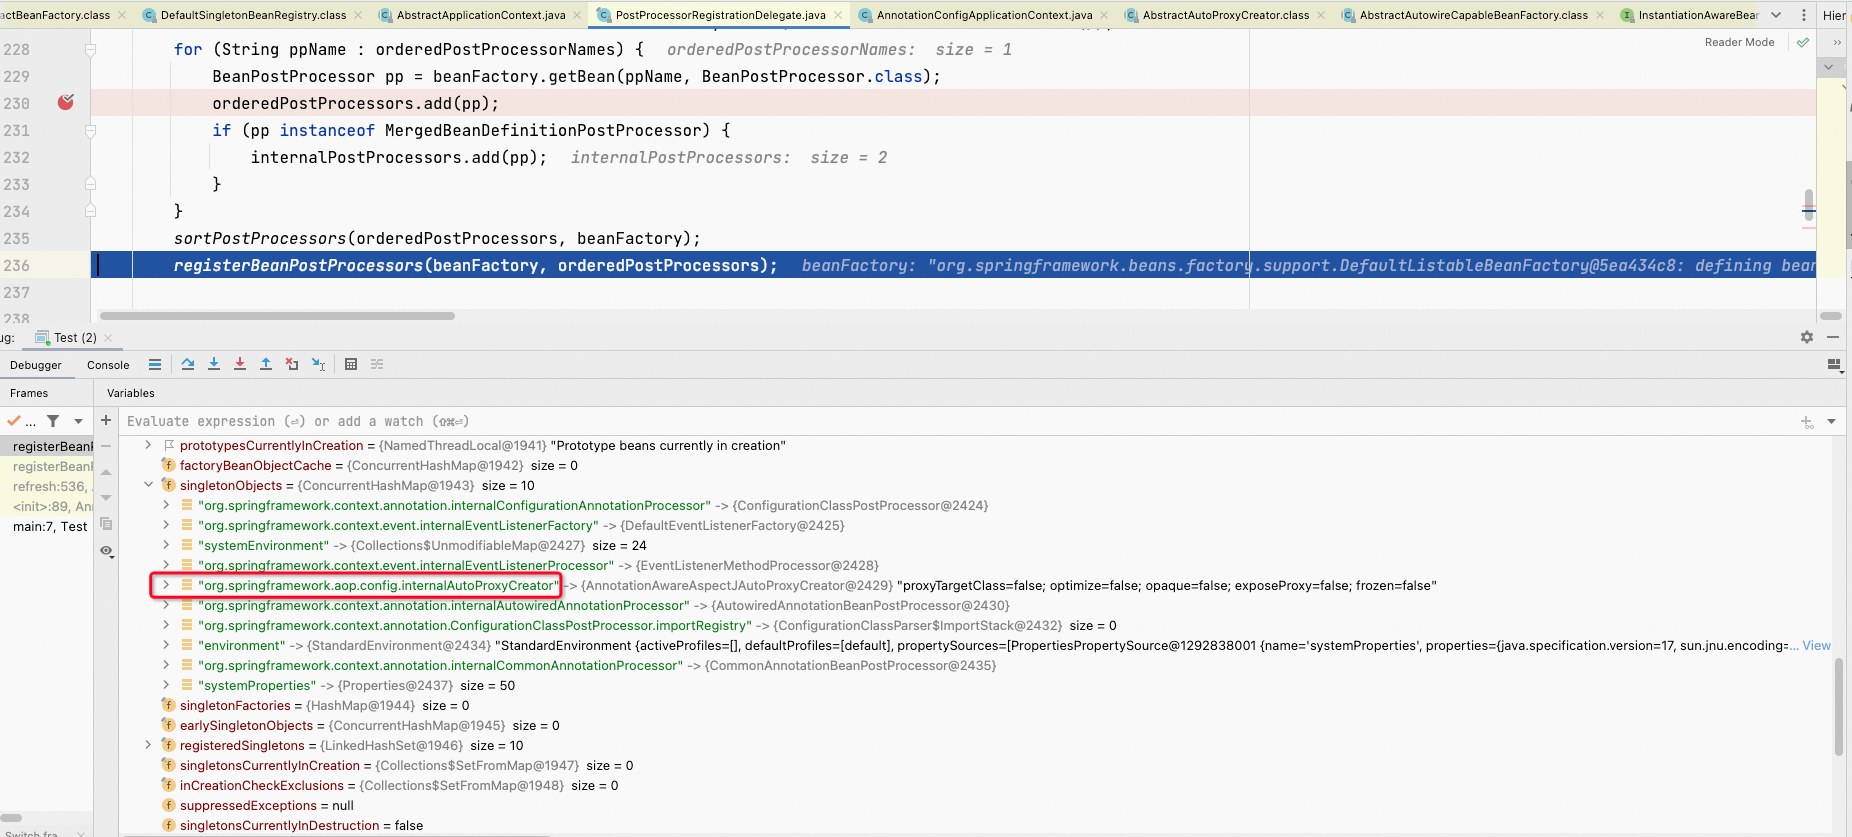 actBeanFactory.class DefaultSingletonBeanRegistry.class AbstractApplicationContext.java PostProcessorRegistrationDelegate.java AnnotationConfigApplicationContext.java AbstractAutoProxyCreator.class AbstractAutowireCapableBeanFactory.class InstantiationAwareBear Hier
228 for (String ppName : orderedPostProcessorNames) { orderedPostProcessorNames: size = 1
Reader Mode
229 BeanPostProcessor pp = beanFactory.getBean(ppName, BeanPostProcessor.class);
230 orderedPostProcessors.add(pp);
231 if (pp instanceof MergedBeanDefinitionPostProcessor) {
232 internalPostProcessors.add(pp); internalPostProcessors: size = 2
233 }
234 }
235 sortPostProcessors(orderedPostProcessors, beanFactory);
236 registerBeanPostProcessors(beanFactory, orderedPostProcessors); beanFactory: "org.springframework.beans.factory.support.DefaultListableBeanFactory@5ea434c8: defining bear
237
238
ug: Test (2)
Debugger Console
Frames Variables
... Evaluate expression (⏎) or add a watch (⇧⌘⏎)
registerBeanF
registerBeanF
refresh:536, .
<init>:89, An
main:7, Test
prototypesCurrentlyInCreation = {NamedThreadLocal@1941} "Prototype beans currently in creation"
factoryBeanObjectCache = {ConcurrentHashMap@1942} size = 0
singletonObjects = {ConcurrentHashMap@1943} size = 10
"org.springframework.context.annotation.internalConfigurationAnnotationProcessor" -> {ConfigurationClassPostProcessor@2424}
"org.springframework.context.event.internalEventListenerFactory" -> {DefaultEventListenerFactory@2425}
"systemEnvironment" -> {Collections$UnmodifiableMap@2427} size = 24
"org.springframework.context.event.internalEventListenerProcessor" -> {EventListenerMethodProcessor@2428}
"org.springframework.aop.config.internalAutoProxyCreator" -> {AnnotationAwareAspectJAutoProxyCreator@2429} "proxyTargetClass=false; optimize=false; opaque=false; exposeProxy=false; frozen=false"
"org.springframework.context.annotation.internalAutowiredAnnotationProcessor" -> {AutowiredAnnotationBeanPostProcessor@2430}
"org.springframework.context.annotation.ConfigurationClassPostProcessor.importRegistry" -> {ConfigurationClassParser$ImportStack@2432} size = 0
"environment" -> {StandardEnvironment@2434} "StandardEnvironment {activeProfiles=[], defaultProfiles=[default], propertySources=[PropertiesPropertySource@1292838001 {name='systemProperties', properties={java.specification.version=17, sun.jnu.encoding=... View
"org.springframework.context.annotation.internalCommonAnnotationProcessor" -> {CommonAnnotationBeanPostProcessor@2435}
"systemProperties" -> {Properties@2437} size = 50
singletonFactories = {HashMap@1944} size = 0
earlySingletonObjects = {ConcurrentHashMap@1945} size = 0
registeredSingletons = {LinkedHashSet@1946} size = 10
singletonsCurrentlyInCreation = {Collections$SetFromMap@1947} size = 0
inCreationCheckExclusions = {Collections$SetFromMap@1948} size = 0
suppressedExceptions = null
singletonsCurrentlyInDestruction = false
Switch fra...